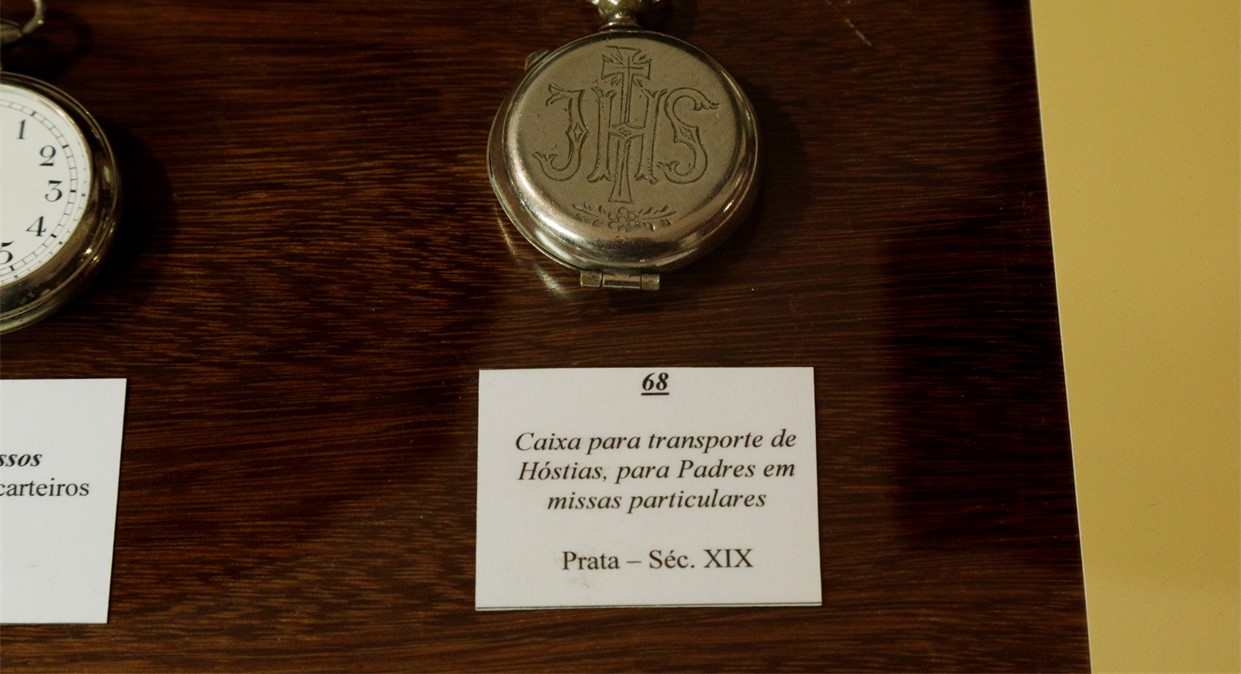 1
2
3
4
5
JHS
carteiros
68
Caixa para transporte de
Hóstias, para Padres em
missas particulares
Prata – Séc. XIX